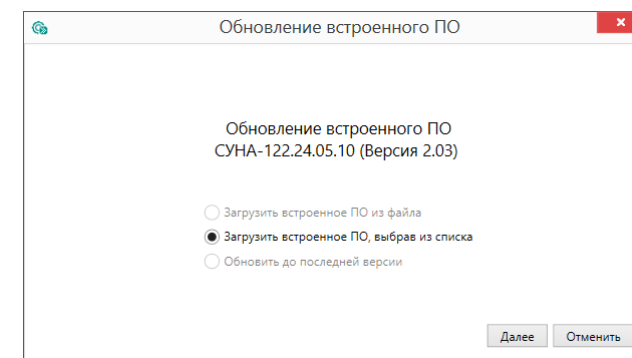 Обновление встроенного ПО
Обновление встроенного ПО
СУНА-122.24.05.10 (Версия 2.03)
Загрузить встроенное ПО из файла
Загрузить встроенное ПО, выбрав из списка
Обновить до последней версии
Далее Отменить